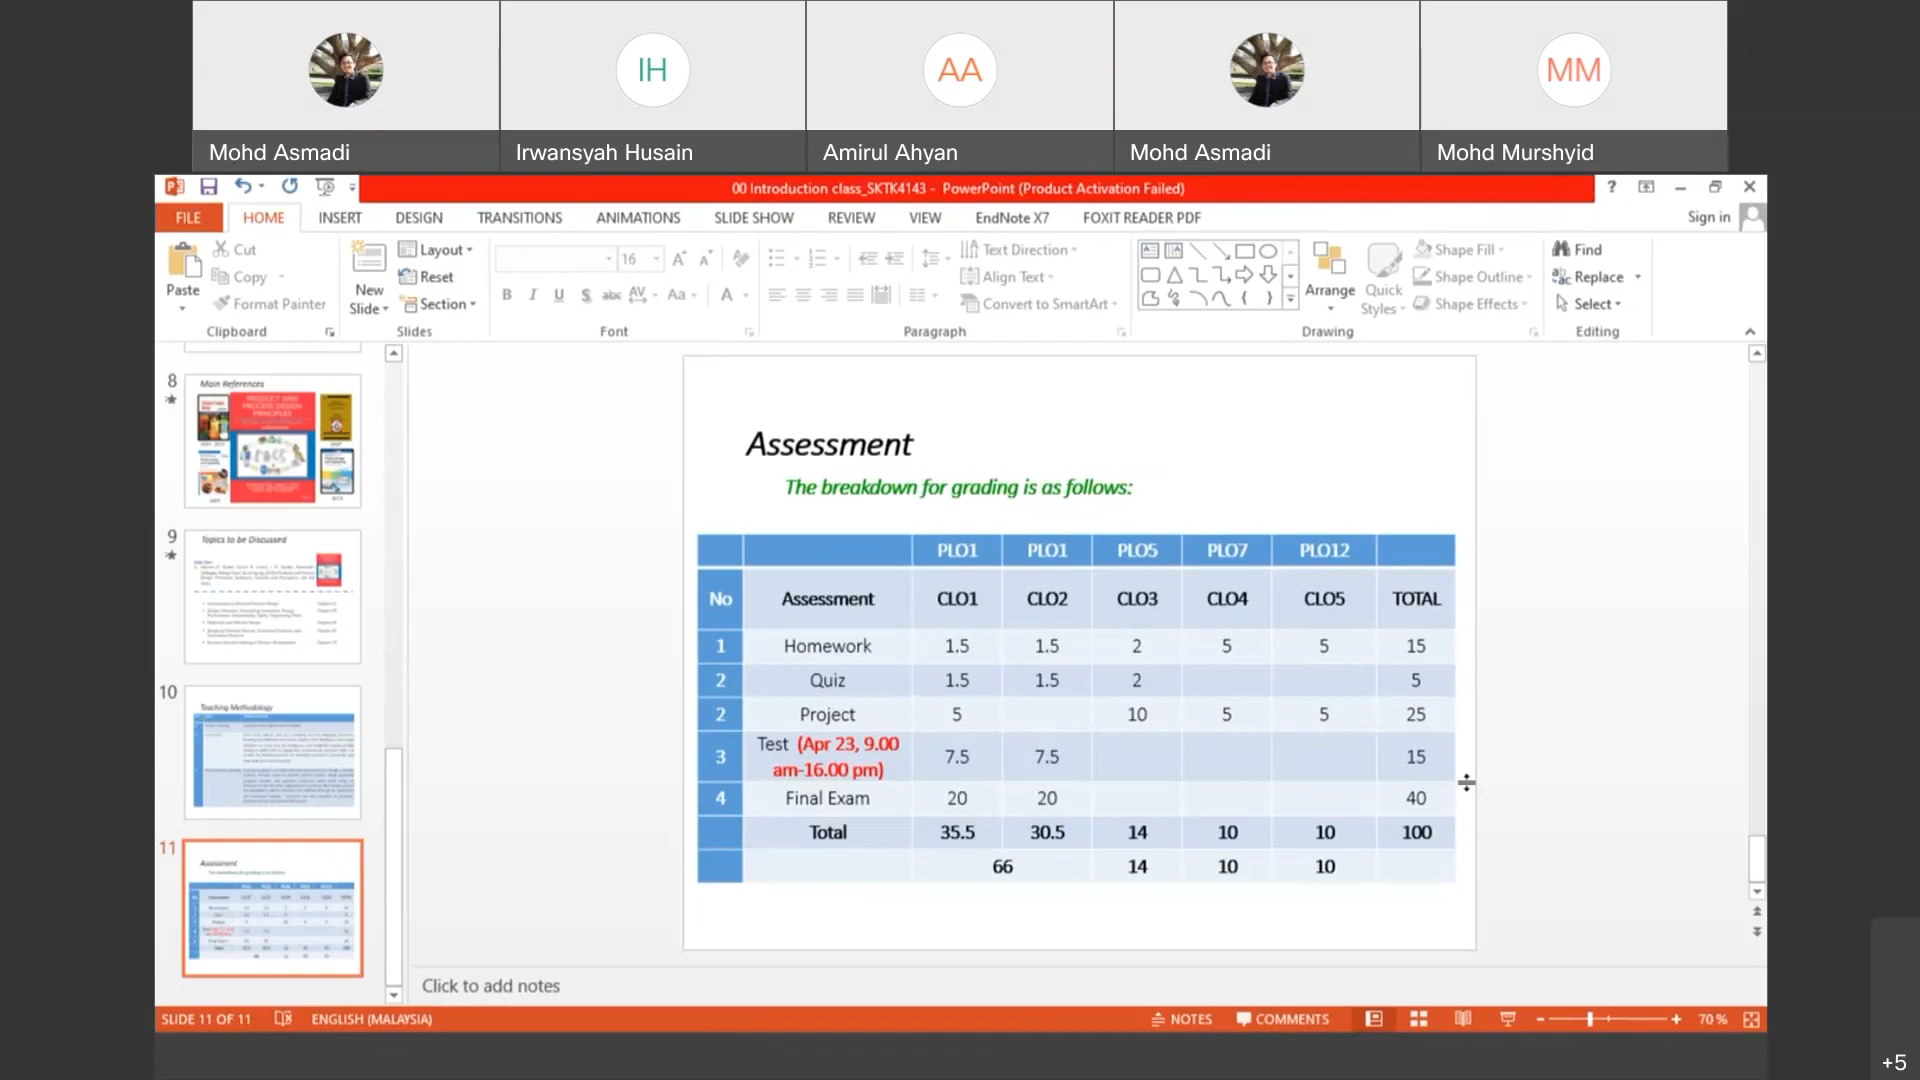 IH
AA
MM
Mohd Asmadi
Irwansyah Husain
Amirul Ahyan
Mohd Asmadi
Mohd Murshyid
00 Introduction class_SKTK4143 - PowerPoint (Product Activation Failed)
FILE HOME INSERT DESIGN TRANSITIONS ANIMATIONS SLIDE SHOW REVIEW VIEW EndNote X7 FOXIT READER PDF Sign in
Cut
Copy
Format Painter
Paste
Clipboard
New
Slide
Layout
Reset
Section
Slides
16
B I U S abc AV Aa A
Font
Text Direction
Align Text
Convert to SmartArt
Paragraph
Arrange
Quick
Styles
Shape Fill
Shape Outline
Shape Effects
Drawing
Find
Replace
Select
Editing
8
Main References
PRODUCT AND
PROCESS DESIGN
PRINCIPLES
9
Topics to be Discussed
10
Teaching Methodology
11
Assessment
Assessment
The breakdown for grading is as follows:
PLO1 PLO1 PLO5 PLO7 PLO12
No Assessment CLO1 CLO2 CLO3 CLO4 CLO5 TOTAL
1 Homework 1.5 1.5 2 5 5 15
2 Quiz 1.5 1.5 2 5
2 Project 5 10 5 5 25
3 Test (Apr 23, 9.00 am-16.00 pm) 7.5 7.5 15
4 Final Exam 20 20 40
Total 35.5 30.5 14 10 10 100
66 14 10 10
Click to add notes
SLIDE 11 OF 11 ENGLISH (MALAYSIA) NOTES COMMENTS 70 %
+5